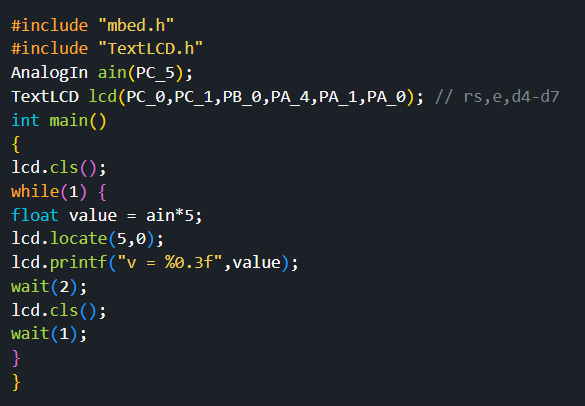 #include "mbed.h"
#include "TextLCD.h"
AnalogIn ain(PC_5);
TextLCD lcd(PC_0,PC_1,PB_0,PA_4,PA_1,PA_0); // rs,e,d4-d7
int main()
{
lcd.cls();
while(1) {
float value = ain*5;
lcd.locate(5,0);
lcd.printf("v = %0.3f",value);
wait(2);
lcd.cls();
wait(1);
}
}